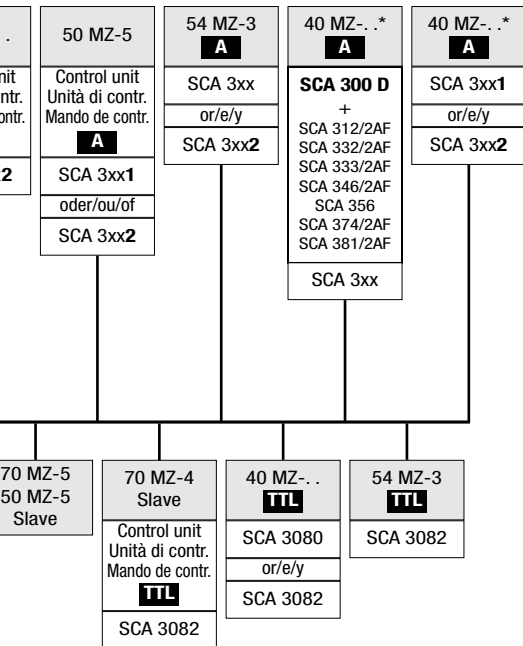 . .
50 MZ-5
Control unit
Unità di contr.
Mando de contr.
A
SCA 3xx1
oder/ou/of
SCA 3xx2
54 MZ-3
A
SCA 3xx
or/e/y
SCA 3xx2
40 MZ-. .*
A
SCA 300 D
+
SCA 312/2AF
SCA 332/2AF
SCA 333/2AF
SCA 346/2AF
SCA 356
SCA 374/2AF
SCA 381/2AF
SCA 3xx
40 MZ-. .*
A
SCA 3xx1
or/e/y
SCA 3xx2
70 MZ-5
50 MZ-5
Slave
70 MZ-4
Slave
Control unit
Unità di contr.
Mando de contr.
TTL
SCA 3082
40 MZ-. .
TTL
SCA 3080
or/e/y
SCA 3082
54 MZ-3
TTL
SCA 3082